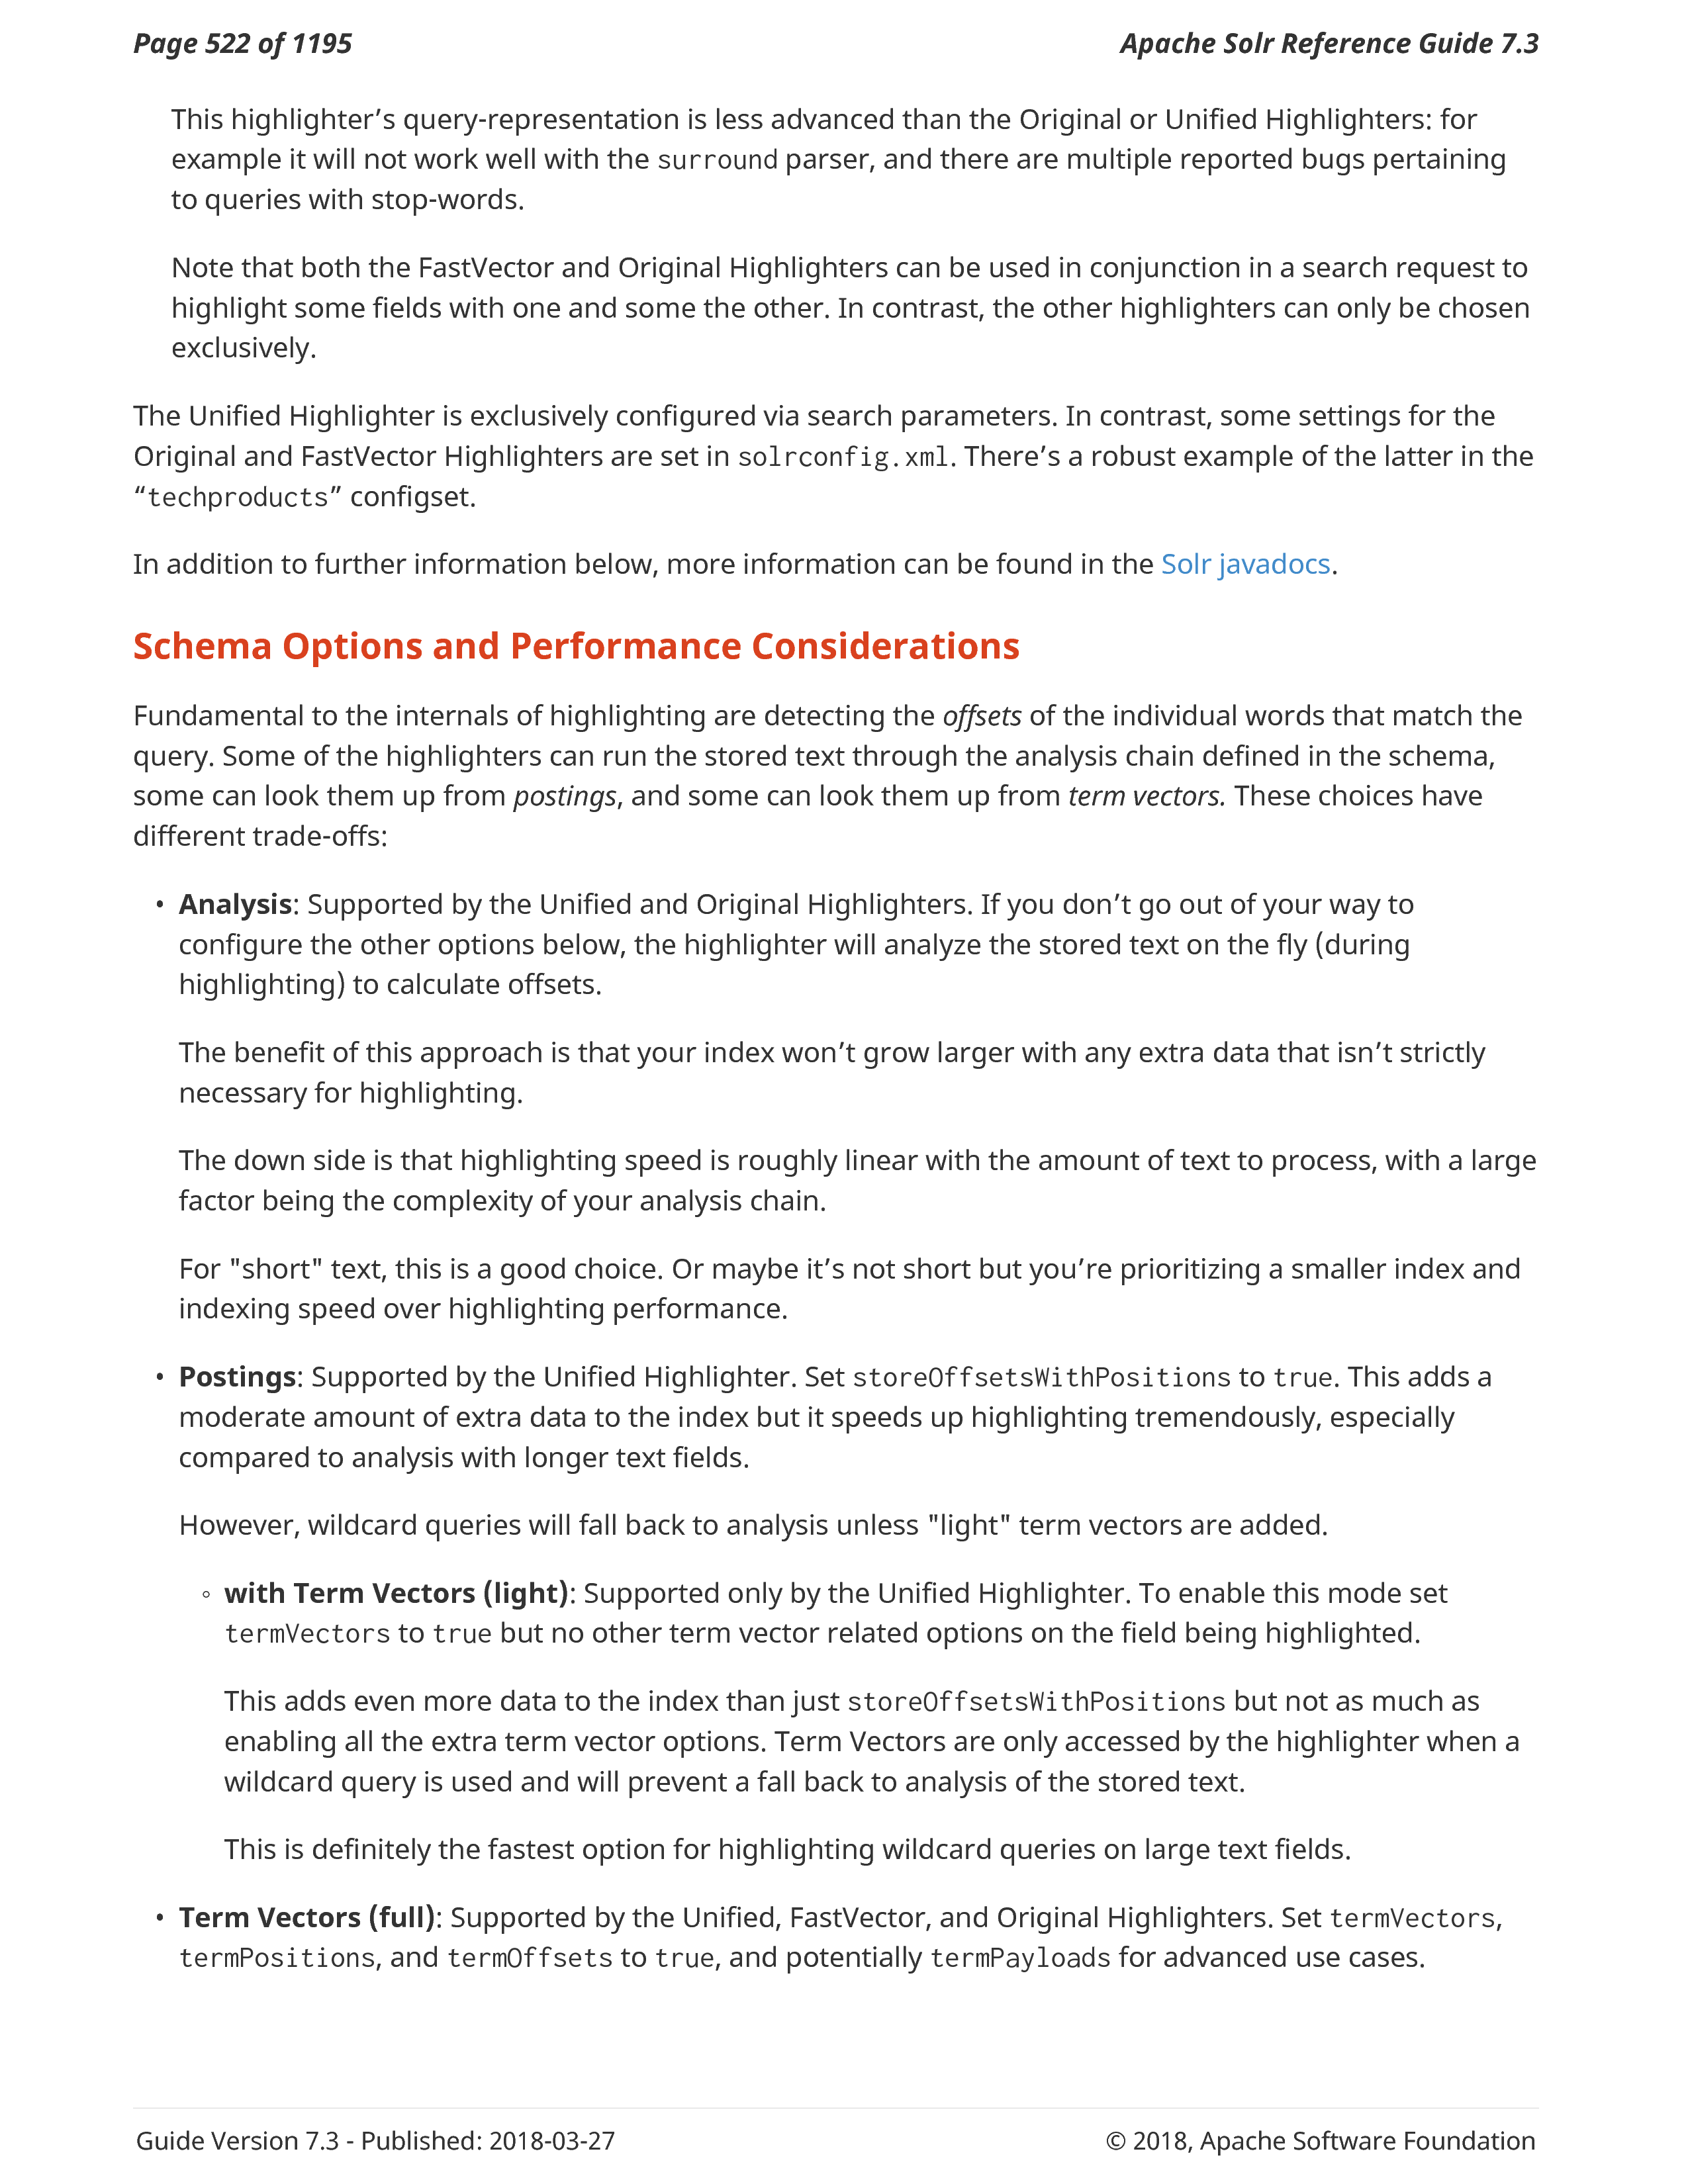 Page 522 of 1195
Apache Solr Reference Guide 7.3
This highlighter’s query-representation is less advanced than the Original or Unified Highlighters: for
example it will not work well with the surround parser, and there are multiple reported bugs pertaining
to queries with stop-words.
Note that both the FastVector and Original Highlighters can be used in conjunction in a search request to
highlight some fields with one and some the other. In contrast, the other highlighters can only be chosen
exclusively.
The Unified Highlighter is exclusively configured via search parameters. In contrast, some settings for the
Original and FastVector Highlighters are set in solrconfig.xml. There’s a robust example of the latter in the
“techproducts” configset.
In addition to further information below, more information can be found in the Solr javadocs.
Schema Options and Performance Considerations
Fundamental to the internals of highlighting are detecting the offsets of the individual words that match the
query. Some of the highlighters can run the stored text through the analysis chain defined in the schema,
some can look them up from postings, and some can look them up from term vectors. These choices have
different trade-offs:
• Analysis: Supported by the Unified and Original Highlighters. If you don’t go out of your way to
configure the other options below, the highlighter will analyze the stored text on the fly (during
highlighting) to calculate offsets.
The benefit of this approach is that your index won’t grow larger with any extra data that isn’t strictly
necessary for highlighting.
The down side is that highlighting speed is roughly linear with the amount of text to process, with a large
factor being the complexity of your analysis chain.
For "short" text, this is a good choice. Or maybe it’s not short but you’re prioritizing a smaller index and
indexing speed over highlighting performance.
• Postings: Supported by the Unified Highlighter. Set storeOffsetsWithPositions to true. This adds a
moderate amount of extra data to the index but it speeds up highlighting tremendously, especially
compared to analysis with longer text fields.
However, wildcard queries will fall back to analysis unless "light" term vectors are added.
◦ with Term Vectors (light): Supported only by the Unified Highlighter. To enable this mode set
termVectors to true but no other term vector related options on the field being highlighted.
This adds even more data to the index than just storeOffsetsWithPositions but not as much as
enabling all the extra term vector options. Term Vectors are only accessed by the highlighter when a
wildcard query is used and will prevent a fall back to analysis of the stored text.
This is definitely the fastest option for highlighting wildcard queries on large text fields.
• Term Vectors (full): Supported by the Unified, FastVector, and Original Highlighters. Set termVectors,
termPositions, and termOffsets to true, and potentially termPayloads for advanced use cases.
Guide Version 7.3 - Published: 2018-03-27
© 2018, Apache Software Foundation